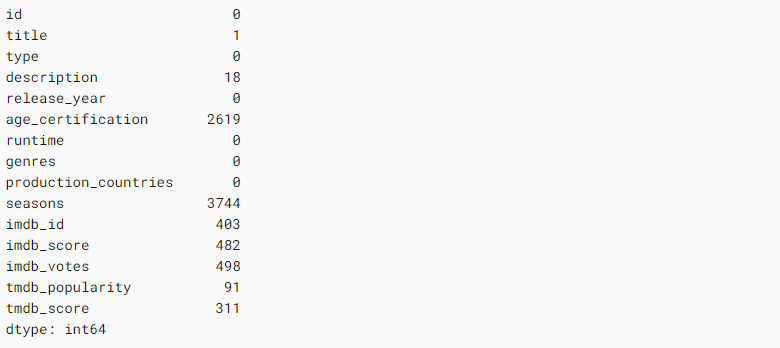 id 0
title 1
type 0
description 18
release_year 0
age_certification 2619
runtime 0
genres 0
production_countries 0
seasons 3744
imdb_id 403
imdb_score 482
imdb_votes 498
tmdb_popularity 91
tmdb_score 311
dtype: int64